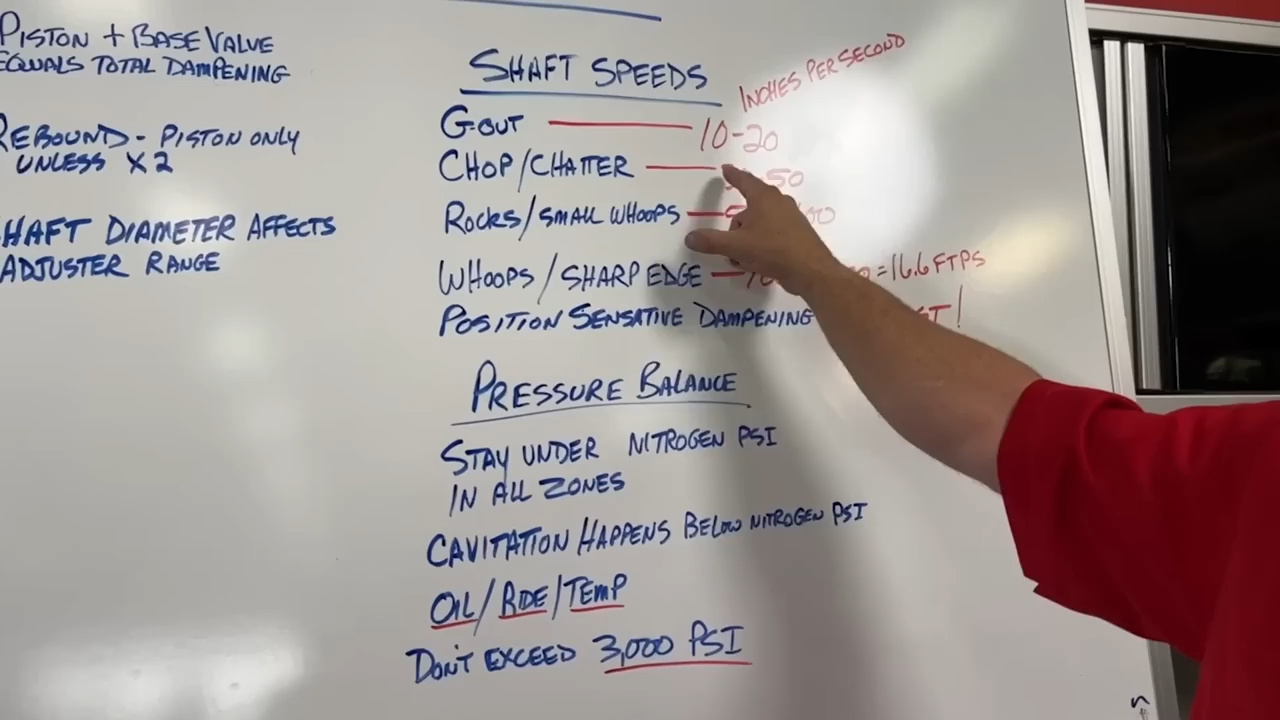 PISTON + BASE VALVE
EQUALS TOTAL DAMPENING
REBOUND - PISTON ONLY
UNLESS X2
SHAFT DIAMETER AFFECTS
ADJUSTER RANGE
SHAFT SPEEDS
INCHES PER SECOND
G-OUT 10-20
CHOP/CHATTER 50
ROCKS/SMALL WHOOPS
WHOOPS/SHARP EDGE =16.6 FTPS
POSITION SENSATIVE DAMPENING
PRESSURE BALANCE
STAY UNDER NITROGEN PSI
IN ALL ZONES
CAVITATION HAPPENS BELOW NITROGEN PSI
OIL/RIDE/TEMP
DON'T EXCEED 3,000 PSI